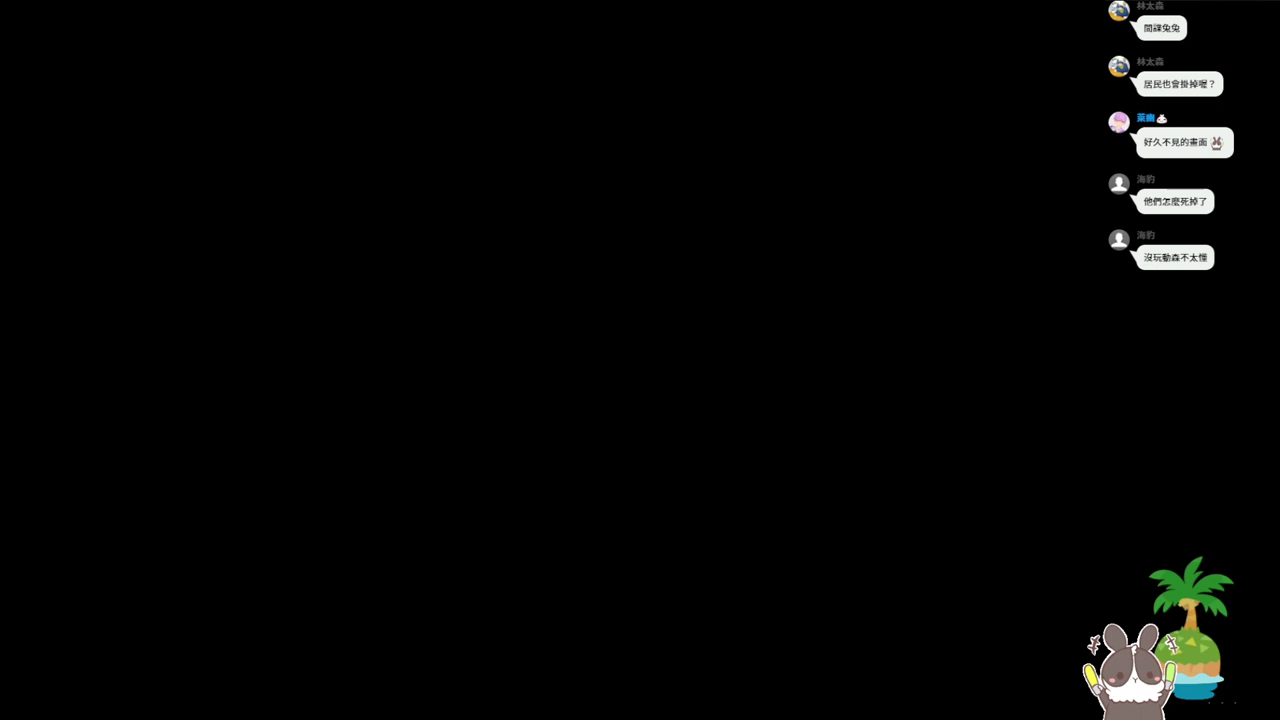 林太森
間諜兔兔
林太森
居民也會掛掉喔？
萊幽
好久不見的畫面
海豹
他們怎麼死掉了
海豹
沒玩動森不太懂